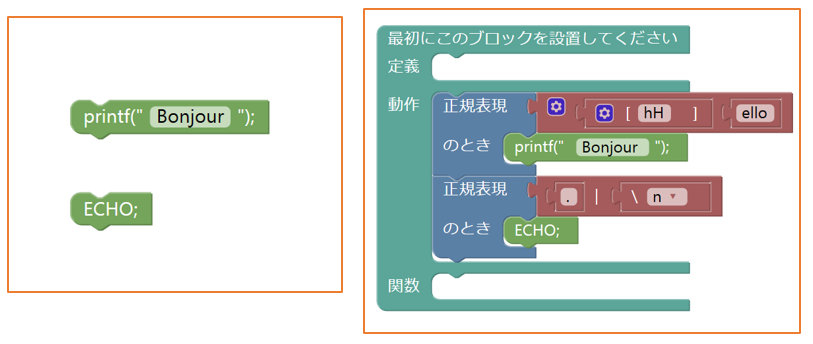 printf(" Bonjour ");
ECHO;
最初にこのブロックを設置してください
定義
動作 正規表現 [ hH ] ello
のとき printf(" Bonjour ");
正規表現 . | \ n
のとき ECHO;
関数